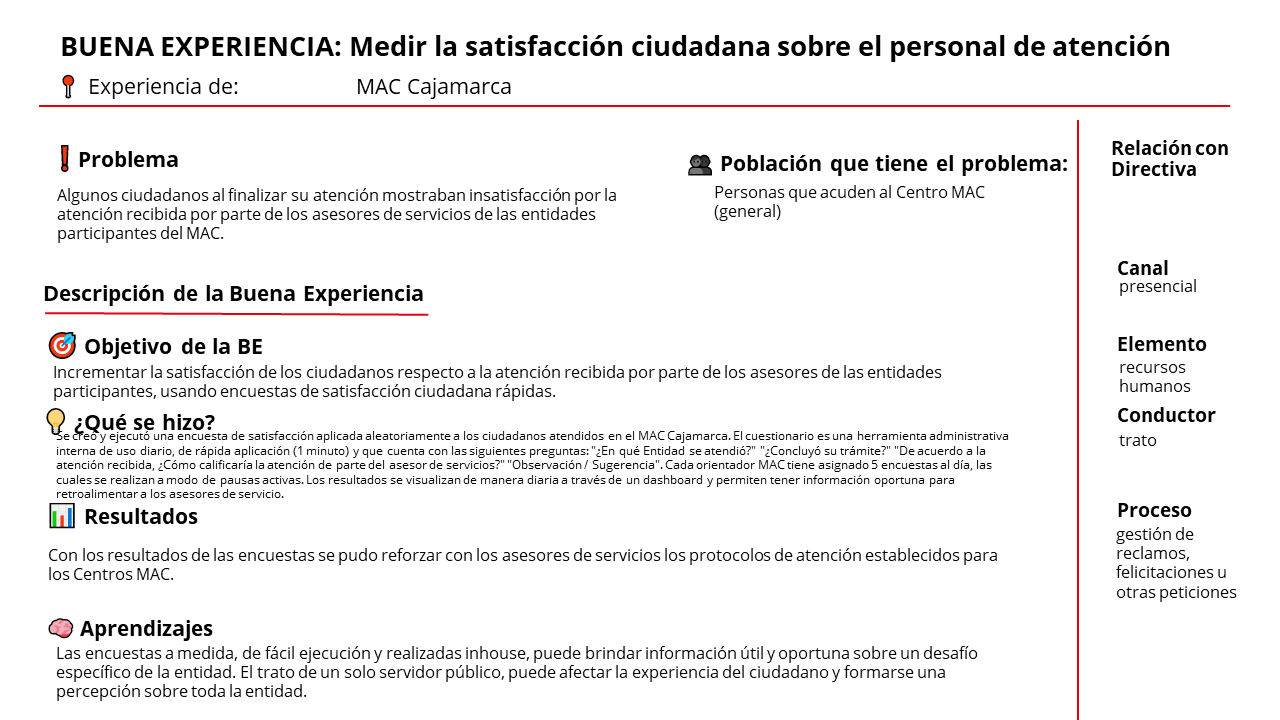 BUENA EXPERIENCIA: Medir la satisfacción ciudadana sobre el personal de atención
Experiencia de: MAC Cajamarca
Problema
Algunos ciudadanos al finalizar su atención mostraban insatisfacción por la
atención recibida por parte de los asesores de servicios de las entidades
participantes del MAC.
Población que tiene el problema:
Personas que acuden al Centro MAC
(general)
Descripción de la Buena Experiencia
Objetivo de la BE
Incrementar la satisfacción de los ciudadanos respecto a la atención recibida por parte de los asesores de las entidades
participantes, usando encuestas de satisfacción ciudadana rápidas.
¿Qué se hizo?
Se creó y ejecutó una encuesta de satisfacción aplicada aleatoriamente a los ciudadanos atendidos en el MAC Cajamarca. El cuestionario es una herramienta administrativa
interna de uso diario, de rápida aplicación (1 minuto) y que cuenta con las siguientes preguntas: "¿En qué Entidad se atendió?" "¿Concluyó su trámite?" "De acuerdo a la
atención recibida, ¿Cómo calificaría la atención de parte del asesor de servicios?" "Observación / Sugerencia". Cada orientador MAC tiene asignado 5 encuestas al día, las
cuales se realizan a modo de pausas activas. Los resultados se visualizan de manera diaria a través de un dashboard y permiten tener información oportuna para
retroalimentar a los asesores de servicio.
Resultados
Con los resultados de las encuestas se pudo reforzar con los asesores de servicios los protocolos de atención establecidos para
los Centros MAC.
Aprendizajes
Las encuestas a medida, de fácil ejecución y realizadas inhouse, puede brindar información útil y oportuna sobre un desafío
específico de la entidad. El trato de un solo servidor público, puede afectar la experiencia del ciudadano y formarse una
percepción sobre toda la entidad.
Relación con
Directiva
Canal
presencial
Elemento
recursos
humanos
Conductor
trato
Proceso
gestión de
reclamos,
felicitaciones u
otras peticiones